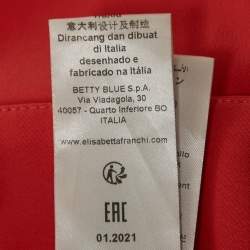 意大利设计及制绘
Dirancang dan dibuat
di Italia
desenhado e
fabricado na Itália
BETTY BLUE S.p.A.
Via Viadagola, 30
40057 - Quarto Inferiore BO
ITALIA
www.elisabettafranchi.com
EAC
01.2021